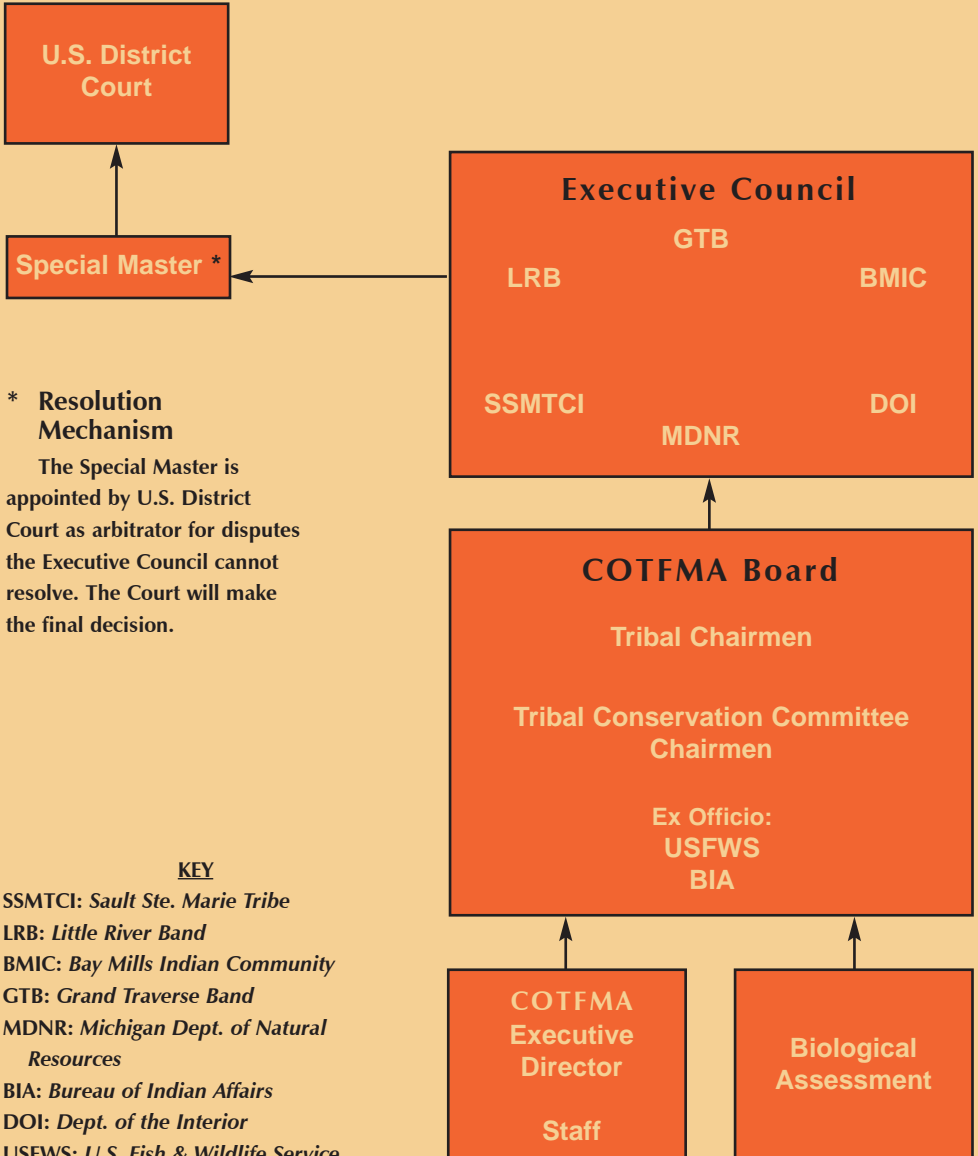 U.S. District
Court
Special Master *
Executive Council
GTB
LRB
BMIC
SSMTCI
DOI
MDNR
* Resolution
Mechanism
The Special Master is
appointed by U.S. District
Court as arbitrator for disputes
the Executive Council cannot
resolve. The Court will make
the final decision.
COTFMA Board
Tribal Chairmen
Tribal Conservation Committee
Chairmen
Ex Officio:
USFWS
BIA
KEY
SSMTCI: Sault Ste. Marie Tribe
LRB: Little River Band
BMIC: Bay Mills Indian Community
GTB: Grand Traverse Band
MDNR: Michigan Dept. of Natural
Resources
BIA: Bureau of Indian Affairs
DOI: Dept. of the Interior
USFWS: U.S. Fish & Wildlife Service
COTFMA
Executive
Director
Staff
Biological
Assessment